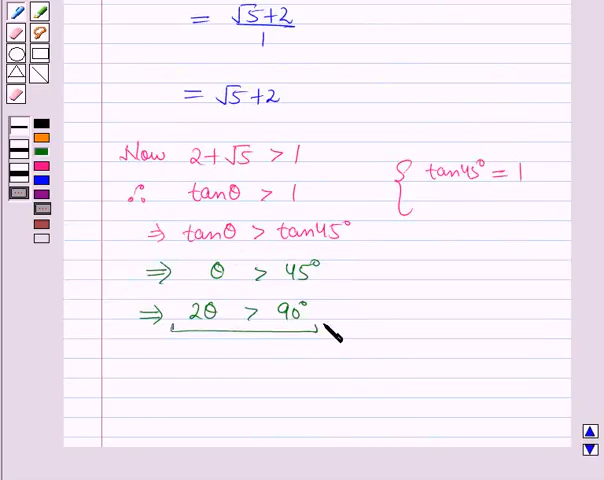 = √5+2 / 1
= √5+2
Now 2+√5 > 1
∴ tanθ > 1 { tan45° = 1
⇒ tanθ > tan45°
⇒ θ > 45°
⇒ 2θ > 90°